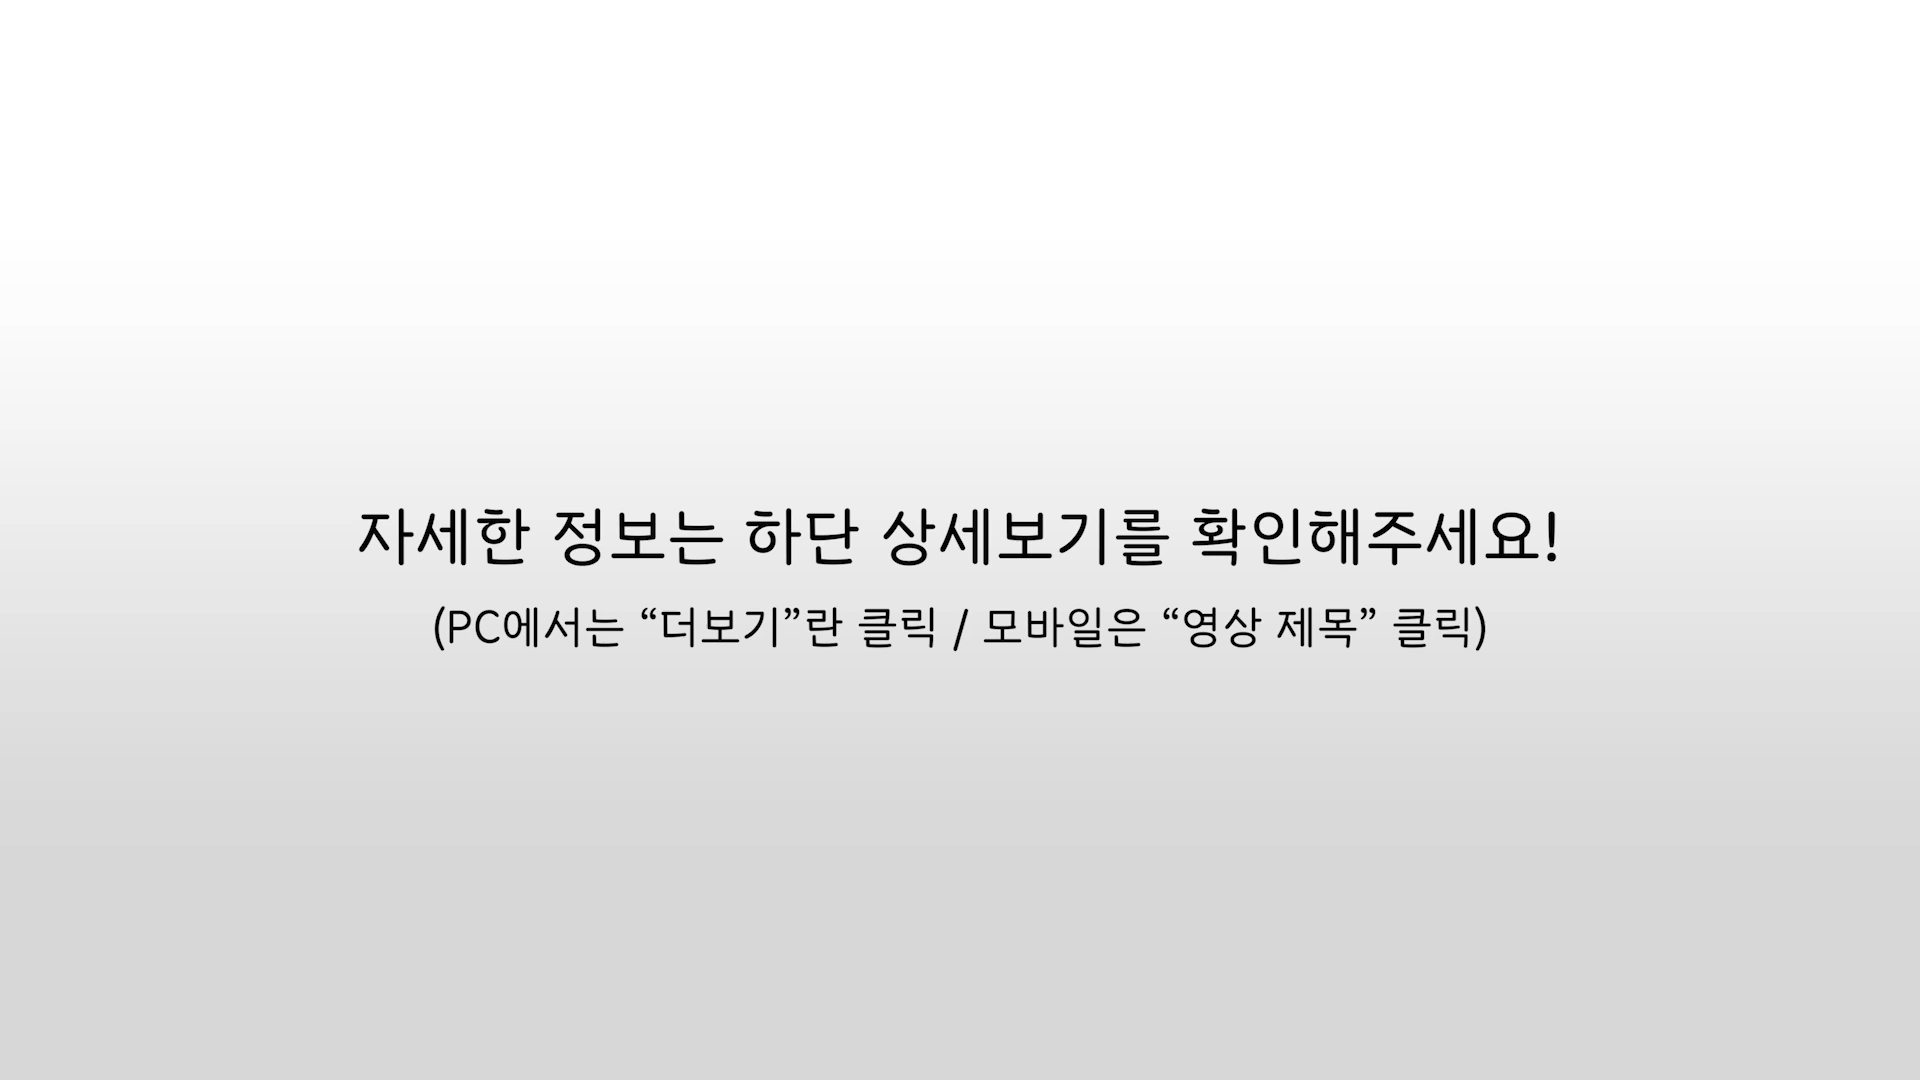 자세한 정보는 하단 상세보기를 확인해주세요!
(PC에서는 “더보기”란 클릭 / 모바일은 “영상 제목” 클릭)